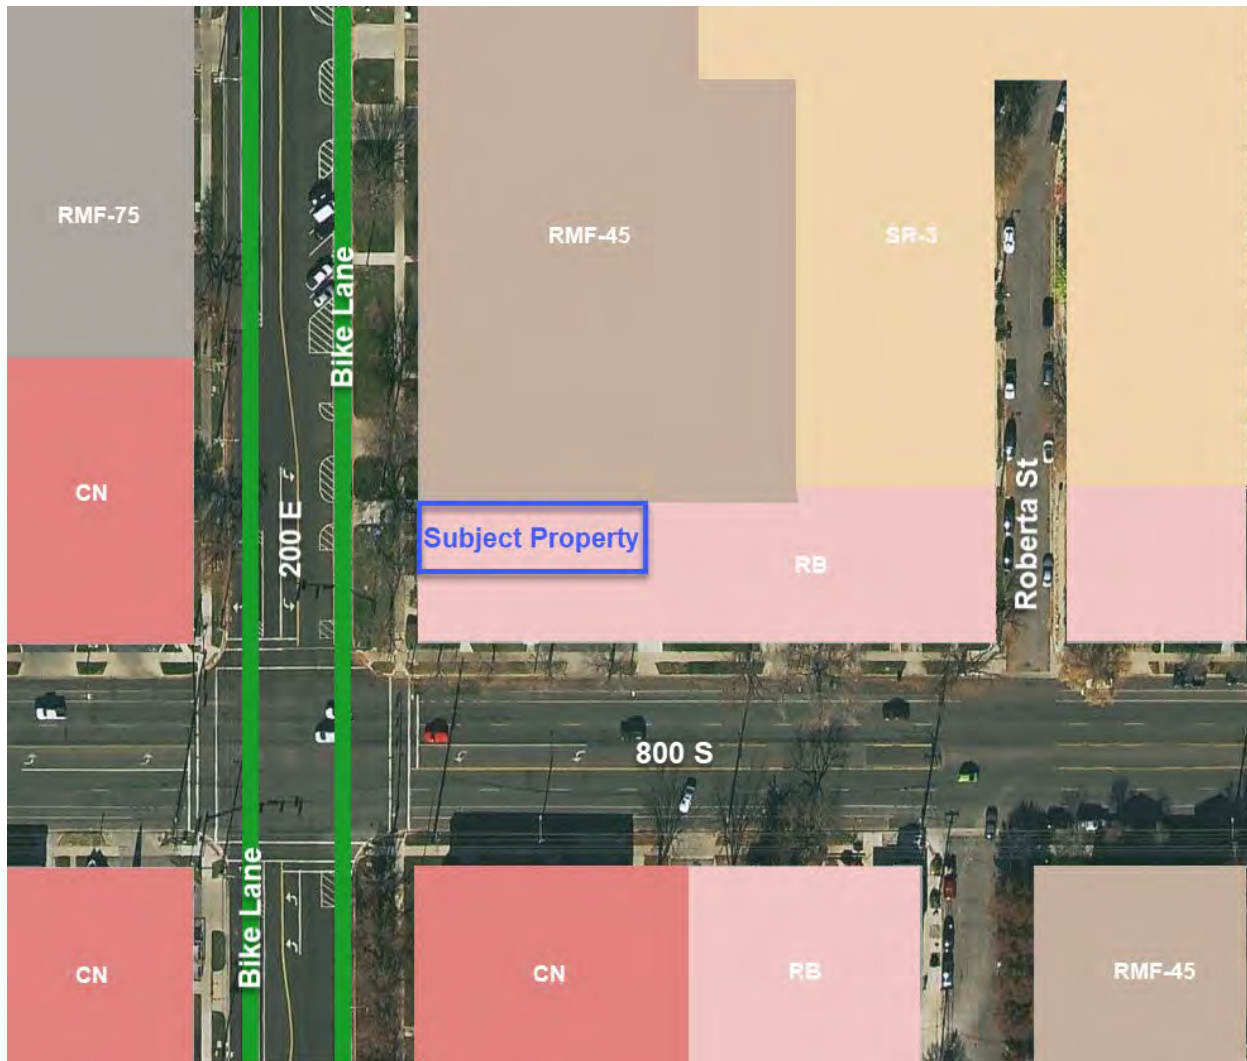 RMF-75
RMF-45
SR-3
Bike Lane
CN
200 E
Subject Property
RB
Roberta St
800 S
Bike Lane
CN
CN
RB
RMF-45